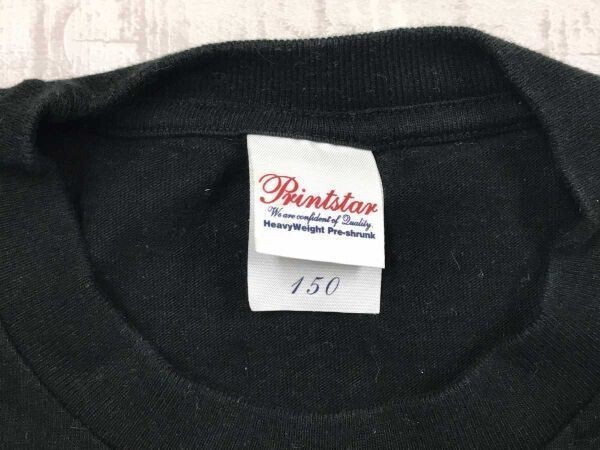 Printstar
We are confident of Quality.
HeavyWeight Pre-shrunk
150